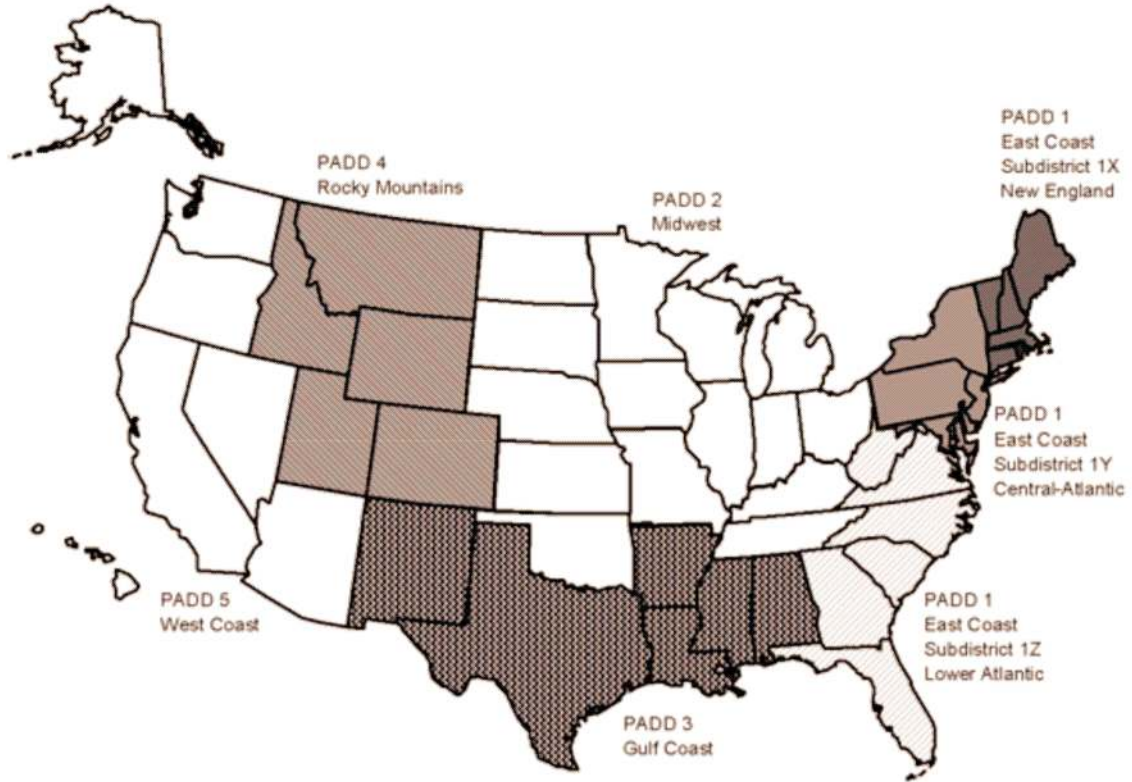 PADD 1
East Coast
Subdistrict 1X
New England
PADD 4
Rocky Mountains
PADD 2
Midwest
PADD 1
East Coast
Subdistrict 1Y
Central-Atlantic
PADD 5
West Coast
PADD 1
East Coast
Subdistrict 1Z
Lower Atlantic
PADD 3
Gulf Coast